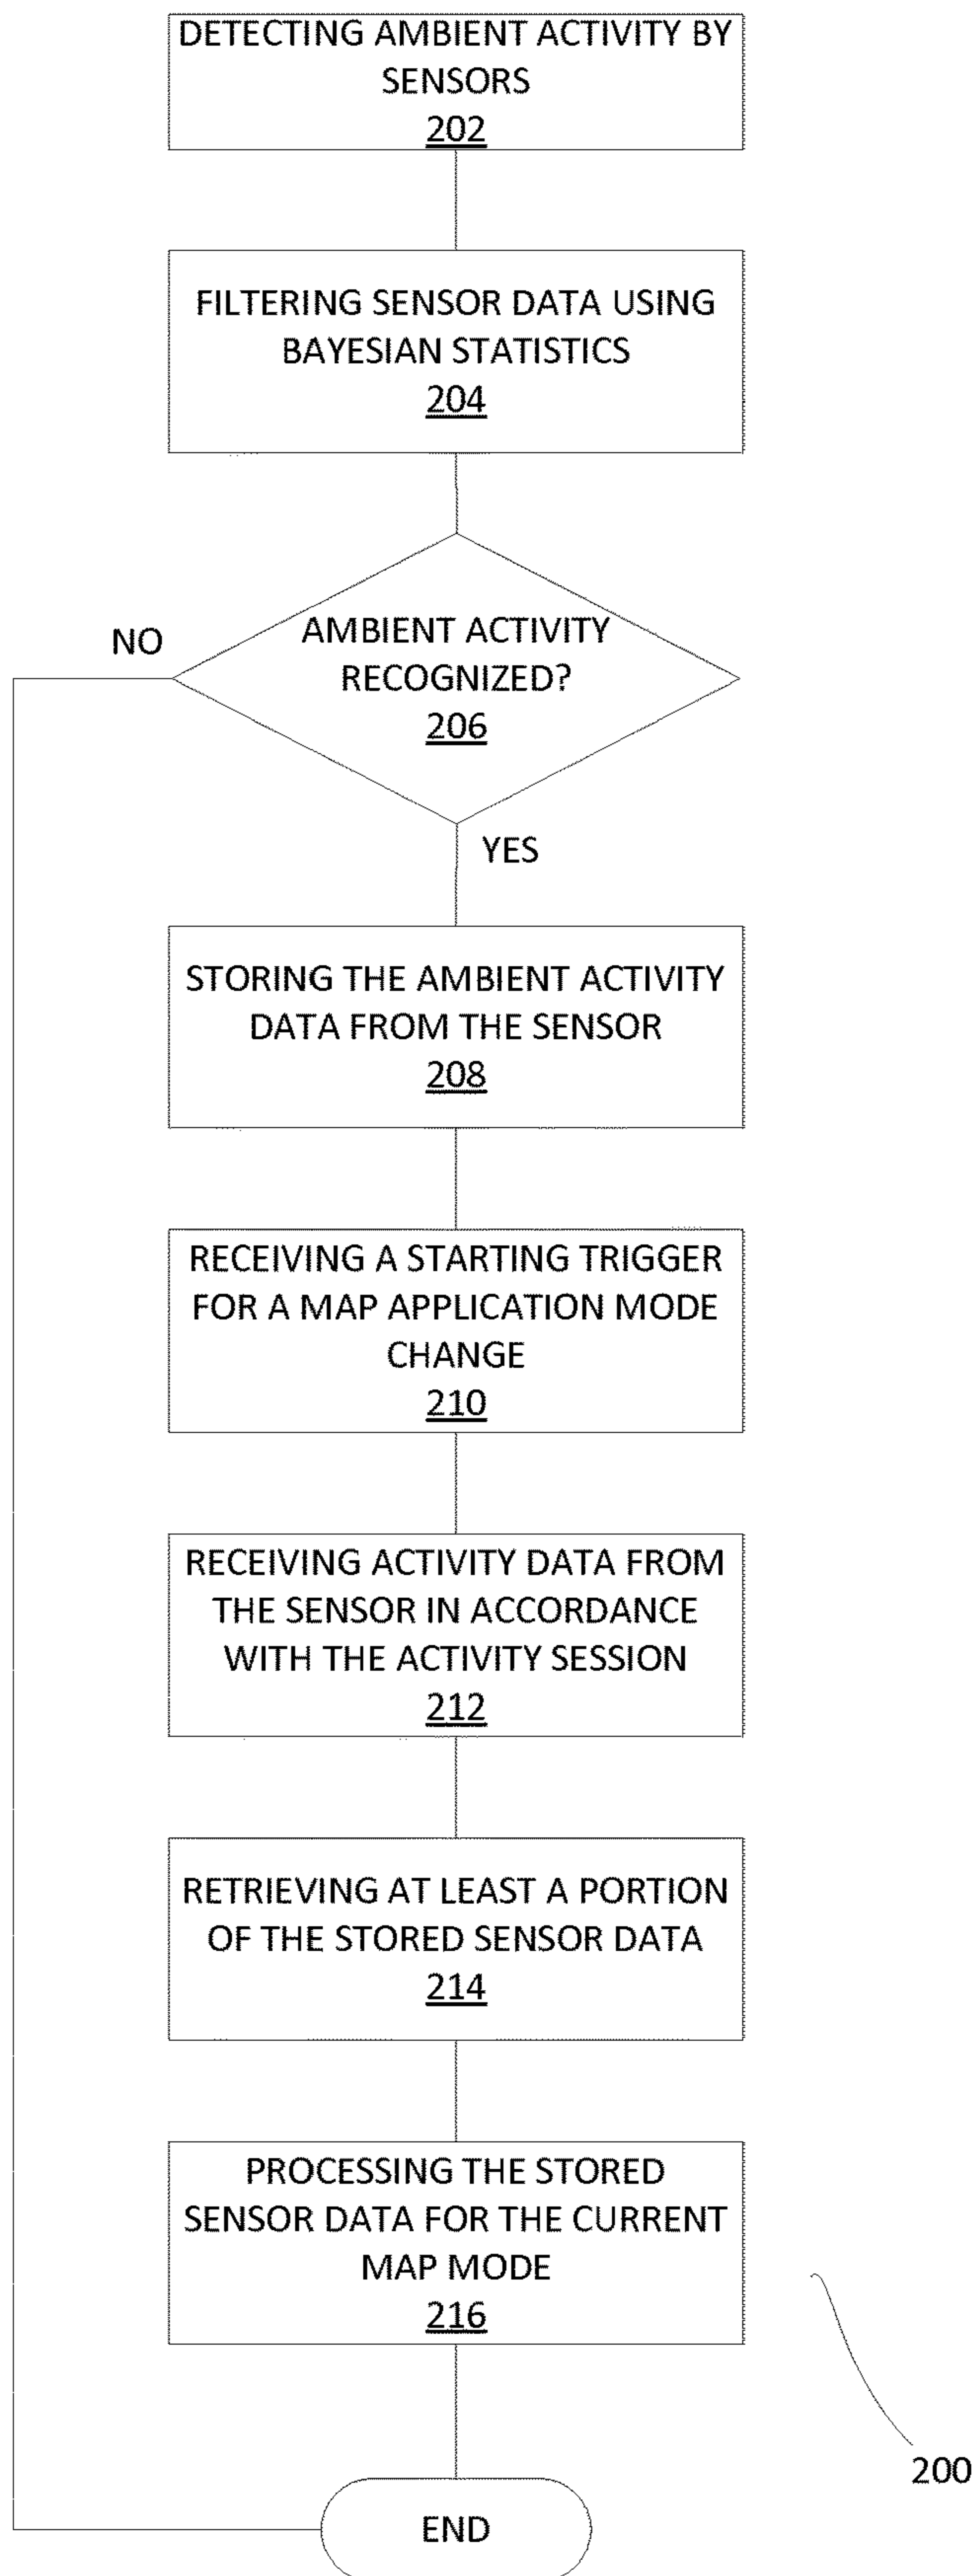 DETECTING AMBIENT ACTIVITY BY
SENSORS
202
FILTERING SENSOR DATA USING
BAYESIAN STATISTICS
204
NO
AMBIENT ACTIVITY
RECOGNIZED?
206
YES
STORING THE AMBIENT ACTIVITY
DATA FROM THE SENSOR
208
RECEIVING A STARTING TRIGGER
FOR A MAP APPLICATION MODE
CHANGE
210
RECEIVING ACTIVITY DATA FROM
THE SENSOR IN ACCORDANCE
WITH THE ACTIVITY SESSION
212
RETRIEVING AT LEAST A PORTION
OF THE STORED SENSOR DATA
214
PROCESSING THE STORED
SENSOR DATA FOR THE CURRENT
MAP MODE
216
200
END